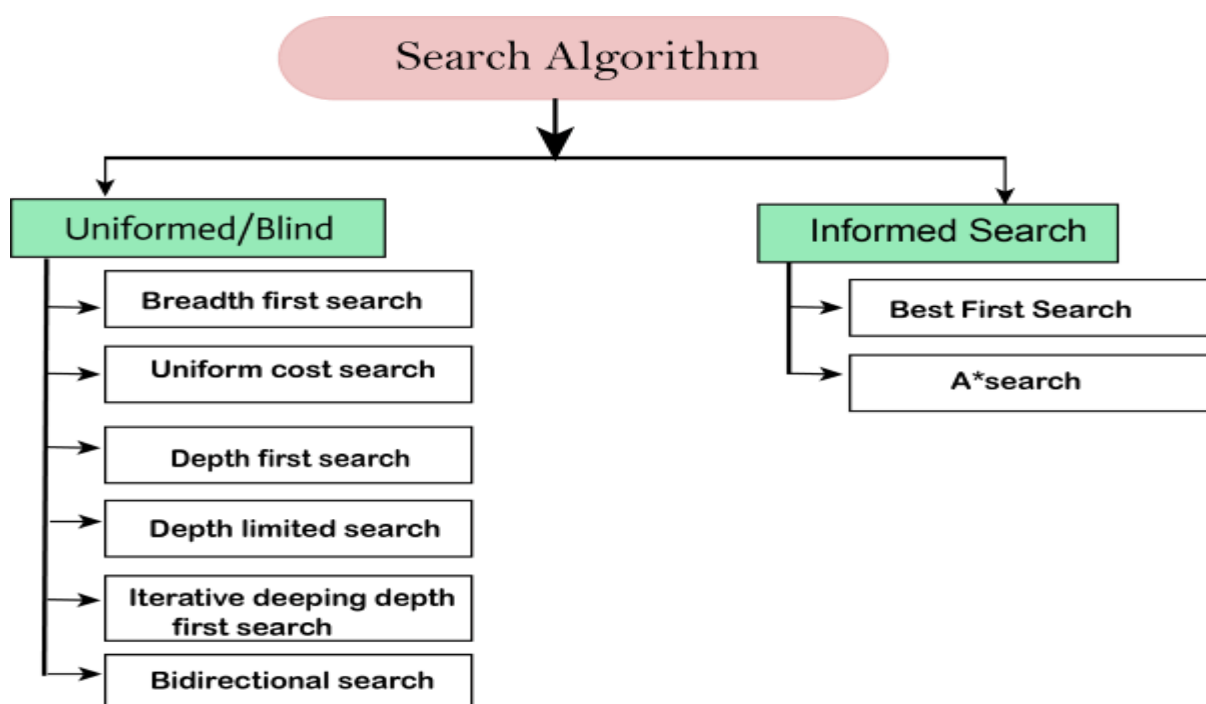 Search Algorithm
Uniformed/Blind
Breadth first search
Uniform cost search
Depth first search
Depth limited search
Iterative deeping depth
first search
Bidirectional search
Informed Search
Best First Search
A*search